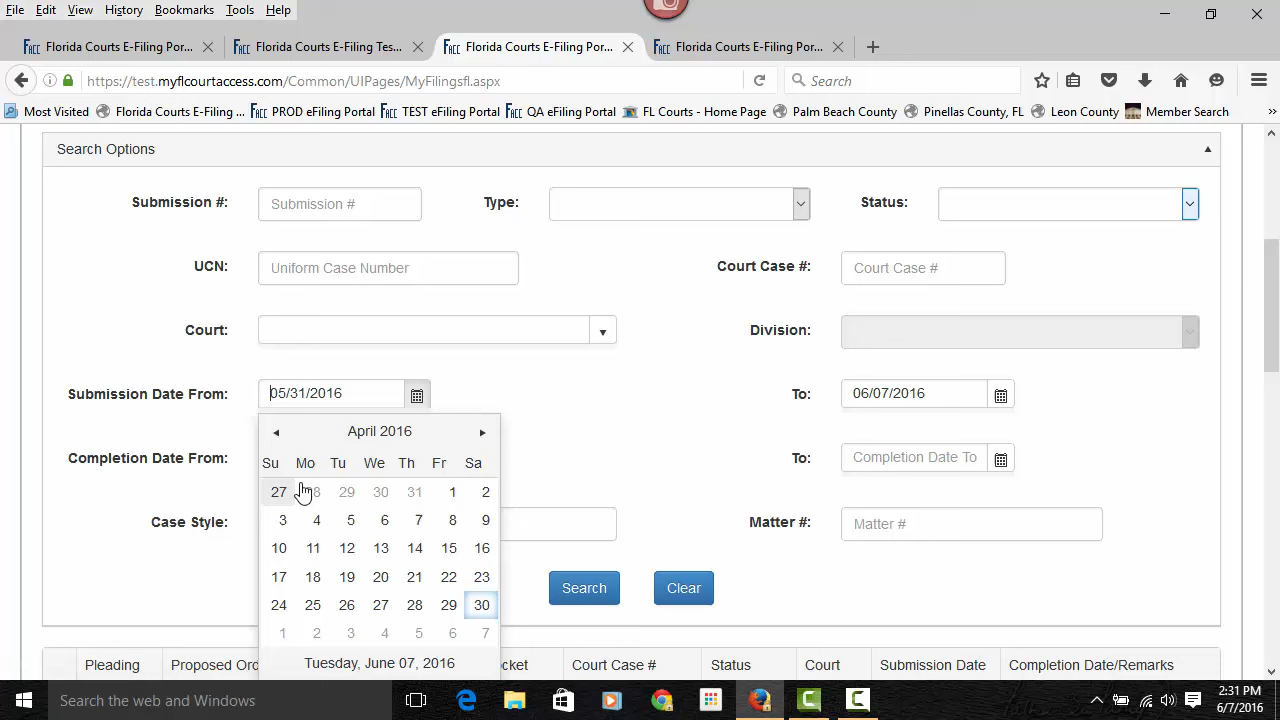 File Edit View History Bookmarks Tools Help
FACC Florida Courts E-Filing Por... × FACC Florida Courts E-Filing Tes... × FACC Florida Courts E-Filing Por... × FACC Florida Courts E-Filing Por... × +
https://test.myflcourtaccess.com/Common/UIPages/MyFilingsfl.aspx Search
Most Visited Florida Courts E-Filing ... FACC PROD eFiling Portal FACC TEST eFiling Portal FACC QA eFiling Portal FL Courts - Home Page Palm Beach County Pinellas County, FL Leon County Member Search »
Search Options
Submission #: Submission # Type: Status:
UCN: Uniform Case Number Court Case #: Court Case #
Court: Division:
Submission Date From: 05/31/2016 To: 06/07/2016
Completion Date From: To: Completion Date To
Case Style: Matter #: Matter #
April 2016
Su Mo Tu We Th Fr Sa
27 28 29 30 31 1 2
3 4 5 6 7 8 9
10 11 12 13 14 15 16
17 18 19 20 21 22 23
24 25 26 27 28 29 30
1 2 3 4 5 6 7
Tuesday, June 07, 2016
Search Clear
Pleading Proposed Ord ocket Court Case # Status Court Submission Date Completion Date/Remarks
Search the web and Windows
2:31 PM
6/7/2016